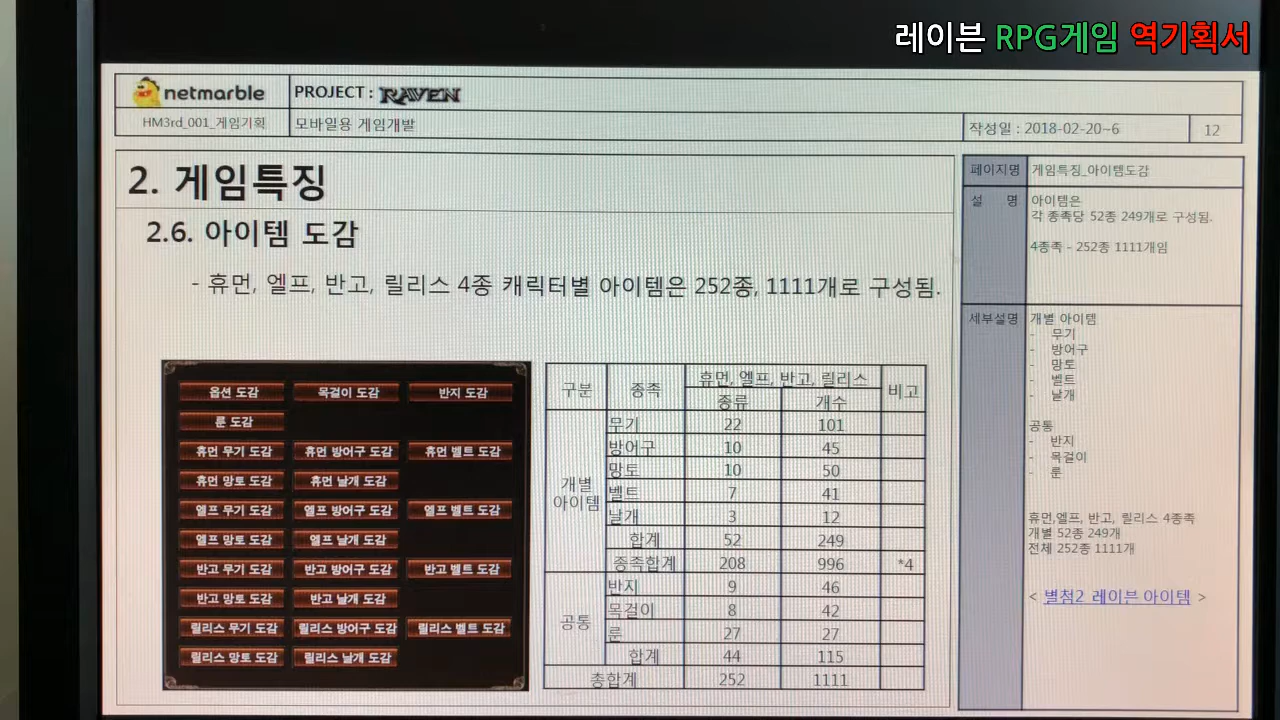 레이븐 RPG게임 역기획서
netmarble
PROJECT : RAVEN
HM3rd_001_게임기획
모바일용 게임개발
작성일 : 2018-02-20~6
12
2. 게임특징
2.6. 아이템 도감
- 휴먼, 엘프, 반고, 릴리스 4종 캐릭터별 아이템은 252종, 1111개로 구성됨.
옵션 도감 목걸이 도감 반지 도감
룬 도감
휴먼 무기 도감 휴먼 방어구 도감 휴먼 벨트 도감
휴먼 망토 도감 휴먼 날개 도감
엘프 무기 도감 엘프 방어구 도감 엘프 벨트 도감
엘프 망토 도감 엘프 날개 도감
반고 무기 도감 반고 방어구 도감 반고 벨트 도감
반고 망토 도감 반고 날개 도감
릴리스 무기 도감 릴리스 방어구 도감 릴리스 벨트 도감
릴리스 망토 도감 릴리스 날개 도감
구분 종족 휴먼, 엘프, 반고, 릴리스 비고
종류 개수
개별 아이템
무기 22 101
방어구 10 45
망토 10 50
벨트 7 41
날개 3 12
합계 52 249
종족합계 208 996 *4
공통
반지 9 46
목걸이 8 42
룬 27 27
합계 44 115
총합계 252 1111
페이지명 게임특징_아이템도감
설 명
아이템은
각 종족당 52종 249개로 구성됨.
4종족 - 252종 1111개임
세부설명
개별 아이템
- 무기
- 방어구
- 망토
- 벨트
- 날개
공통
- 반지
- 목걸이
- 룬
휴먼,엘프, 반고, 릴리스 4종족
개별 52종 249개
전체 252종 1111개
< 별첨2_레이븐 아이템 >